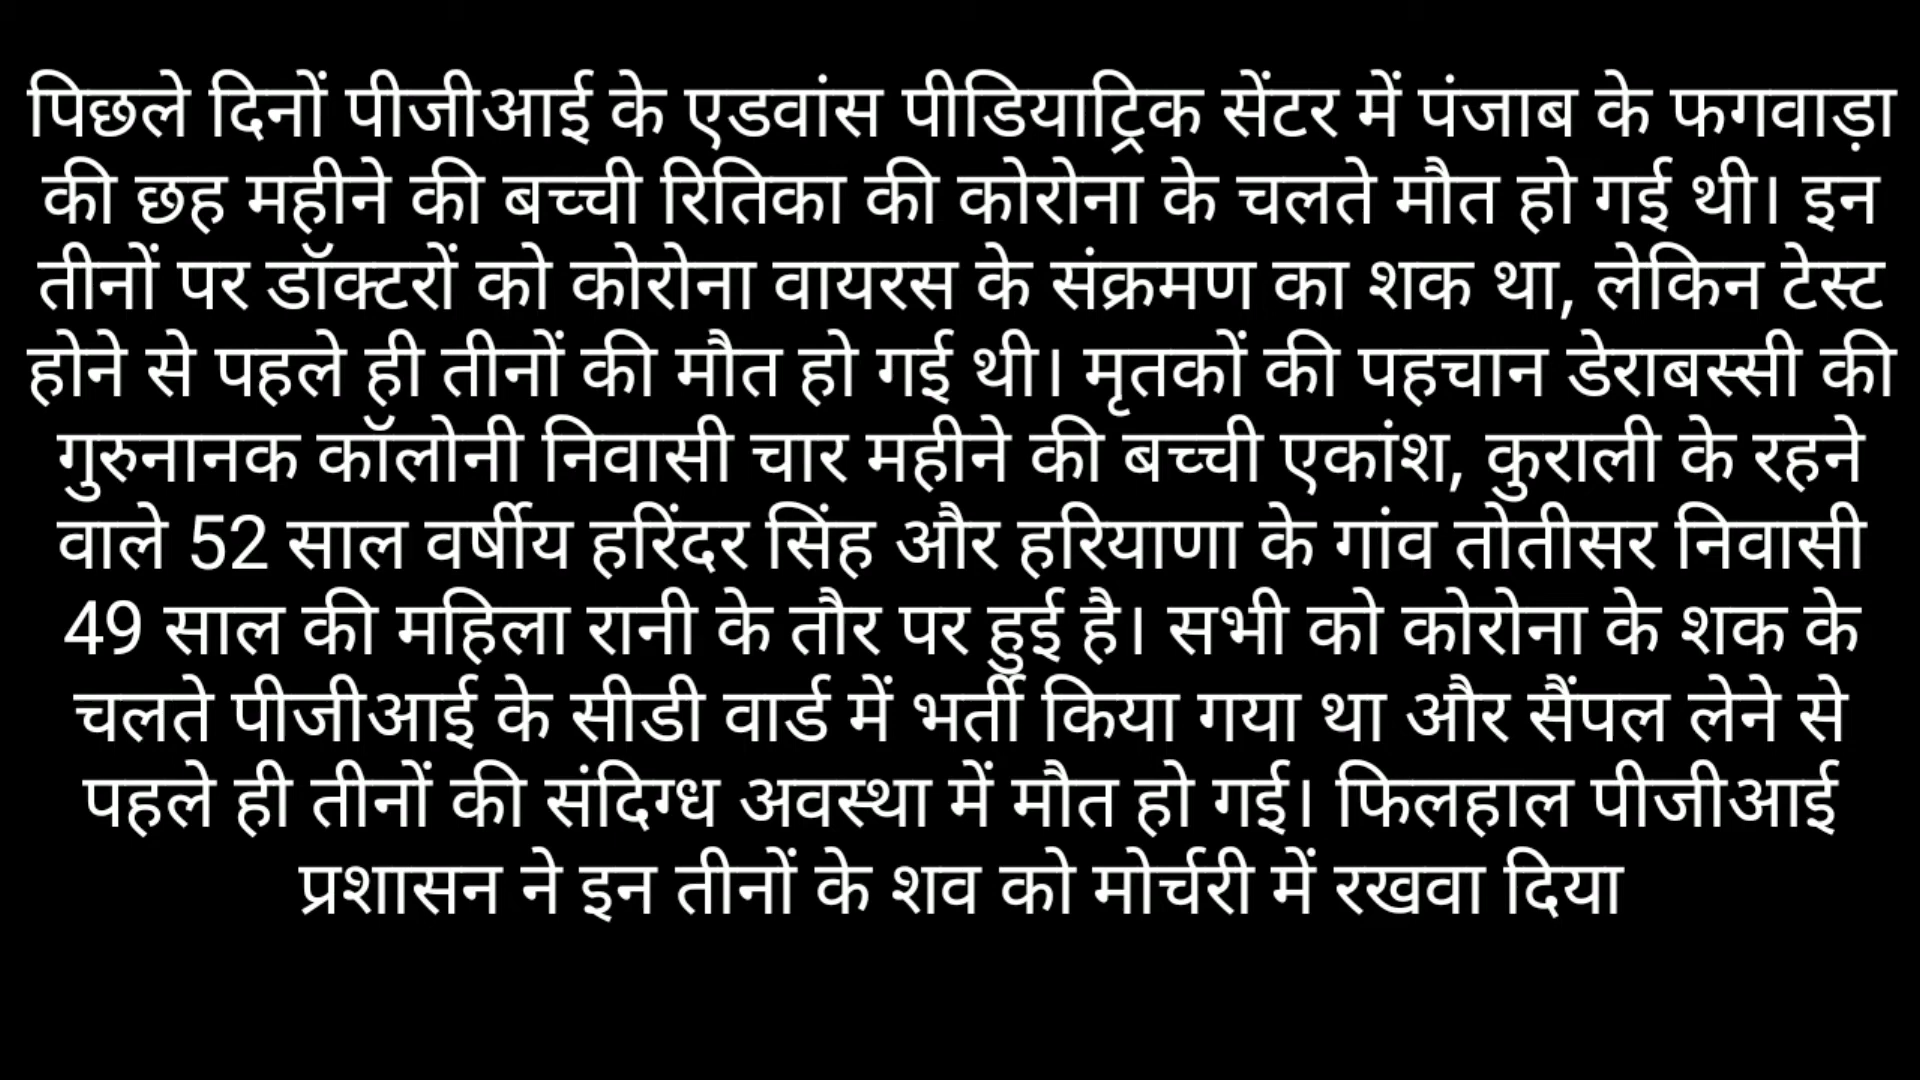 पिछले दिनों पीजीआई के एडवांस पीडियाट्रिक सेंटर में पंजाब के फगवाड़ा
की छह महीने की बच्ची रितिका की कोरोना के चलते मौत हो गई थी। इन
तीनों पर डॉक्टरों को कोरोना वायरस के संक्रमण का शक था, लेकिन टेस्ट
होने से पहले ही तीनों की मौत हो गई थी। मृतकों की पहचान डेराबस्सी की
गुरुनानक कॉलोनी निवासी चार महीने की बच्ची एकांश, कुराली के रहने
वाले 52 साल वर्षीय हरिंदर सिंह और हरियाणा के गांव तोतीसर निवासी
49 साल की महिला रानी के तौर पर हुई है। सभी को कोरोना के शक के
चलते पीजीआई के सीडी वार्ड में भर्ती किया गया था और सैंपल लेने से
पहले ही तीनों की संदिग्ध अवस्था में मौत हो गई। फिलहाल पीजीआई
प्रशासन ने इन तीनों के शव को मोर्चरी में रखवा दिया